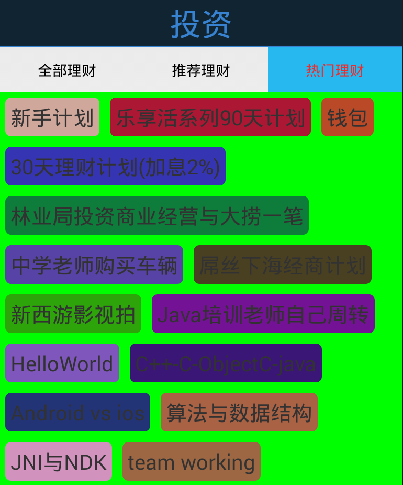 投资
全部理财 推荐理财 热门理财
新手计划 乐享活系列90天计划 钱包
30天理财计划(加息2%)
林业局投资商业经营与大捞一笔
中学老师购买车辆 屌丝下海经商计划
新西游影视拍 Java培训老师自己周转
HelloWorld C++-C-ObjectC-java
Android vs ios 算法与数据结构
JNI与NDK team working